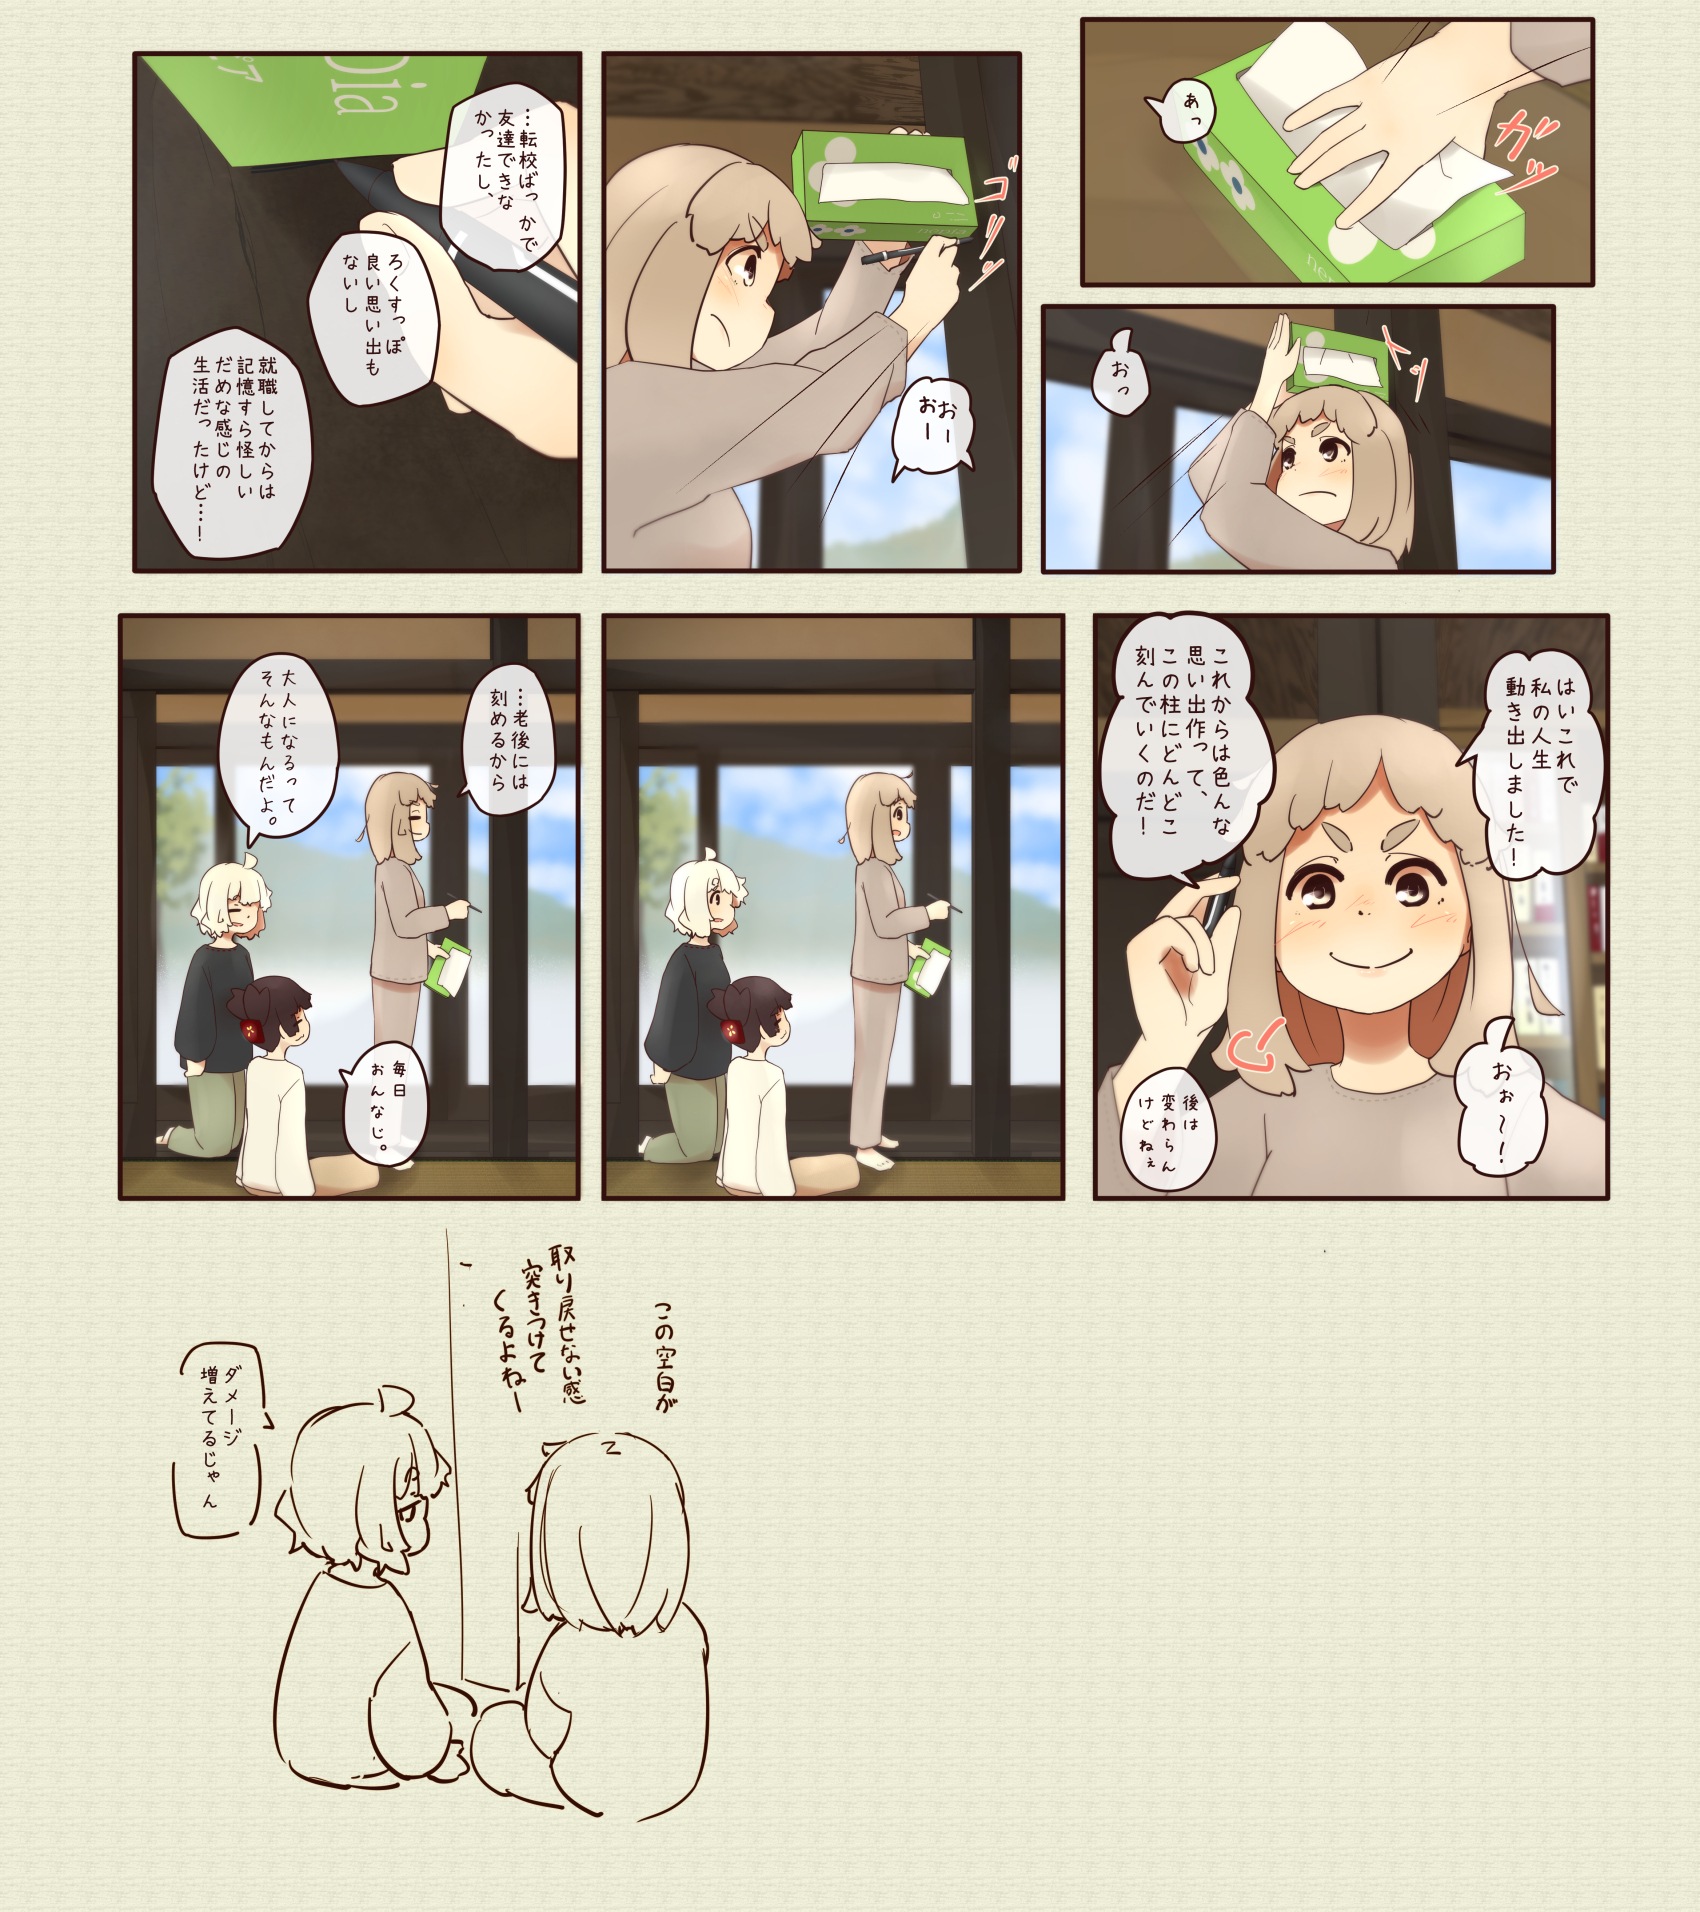 あっ
ガッ
おっ
トッ
ゴリッ
おー
おー
…転校ばっかで
友達できな
かったし、
ろくすっぽ
良い思い出も
ないし
就職してからは
記憶すら怪しい
だめな感じの
生活だったけど…！
はいこれで
私の人生
動き出しました！
これからは色んな
思い出作って、
この柱にどんどこ
刻んでいくのだ！
おぉ〜！
後は
変わらん
けどねぇ
…老後には
刻めるから
大人になるって
そんなもんだよ。
毎日
おんなじ。
この空白が
取り戻せない感
突きつけて
くるよねー
ダメージ
増えてるじゃん